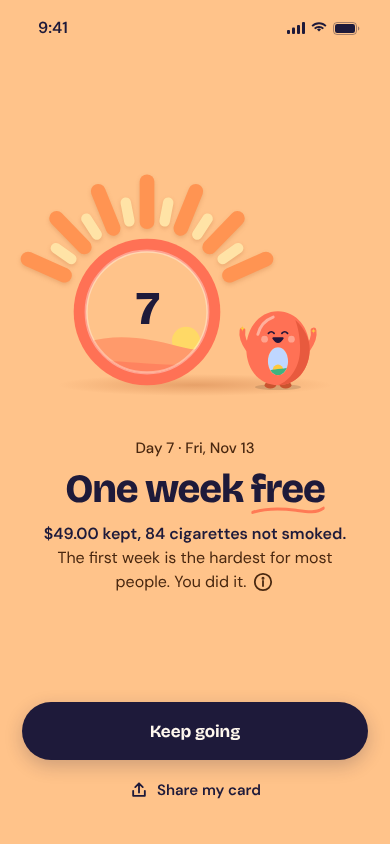 9:41
7
Day 7 · Fri, Nov 13
One week free
$49.00 kept, 84 cigarettes not smoked.
The first week is the hardest for most
people. You did it.
Keep going
Share my card